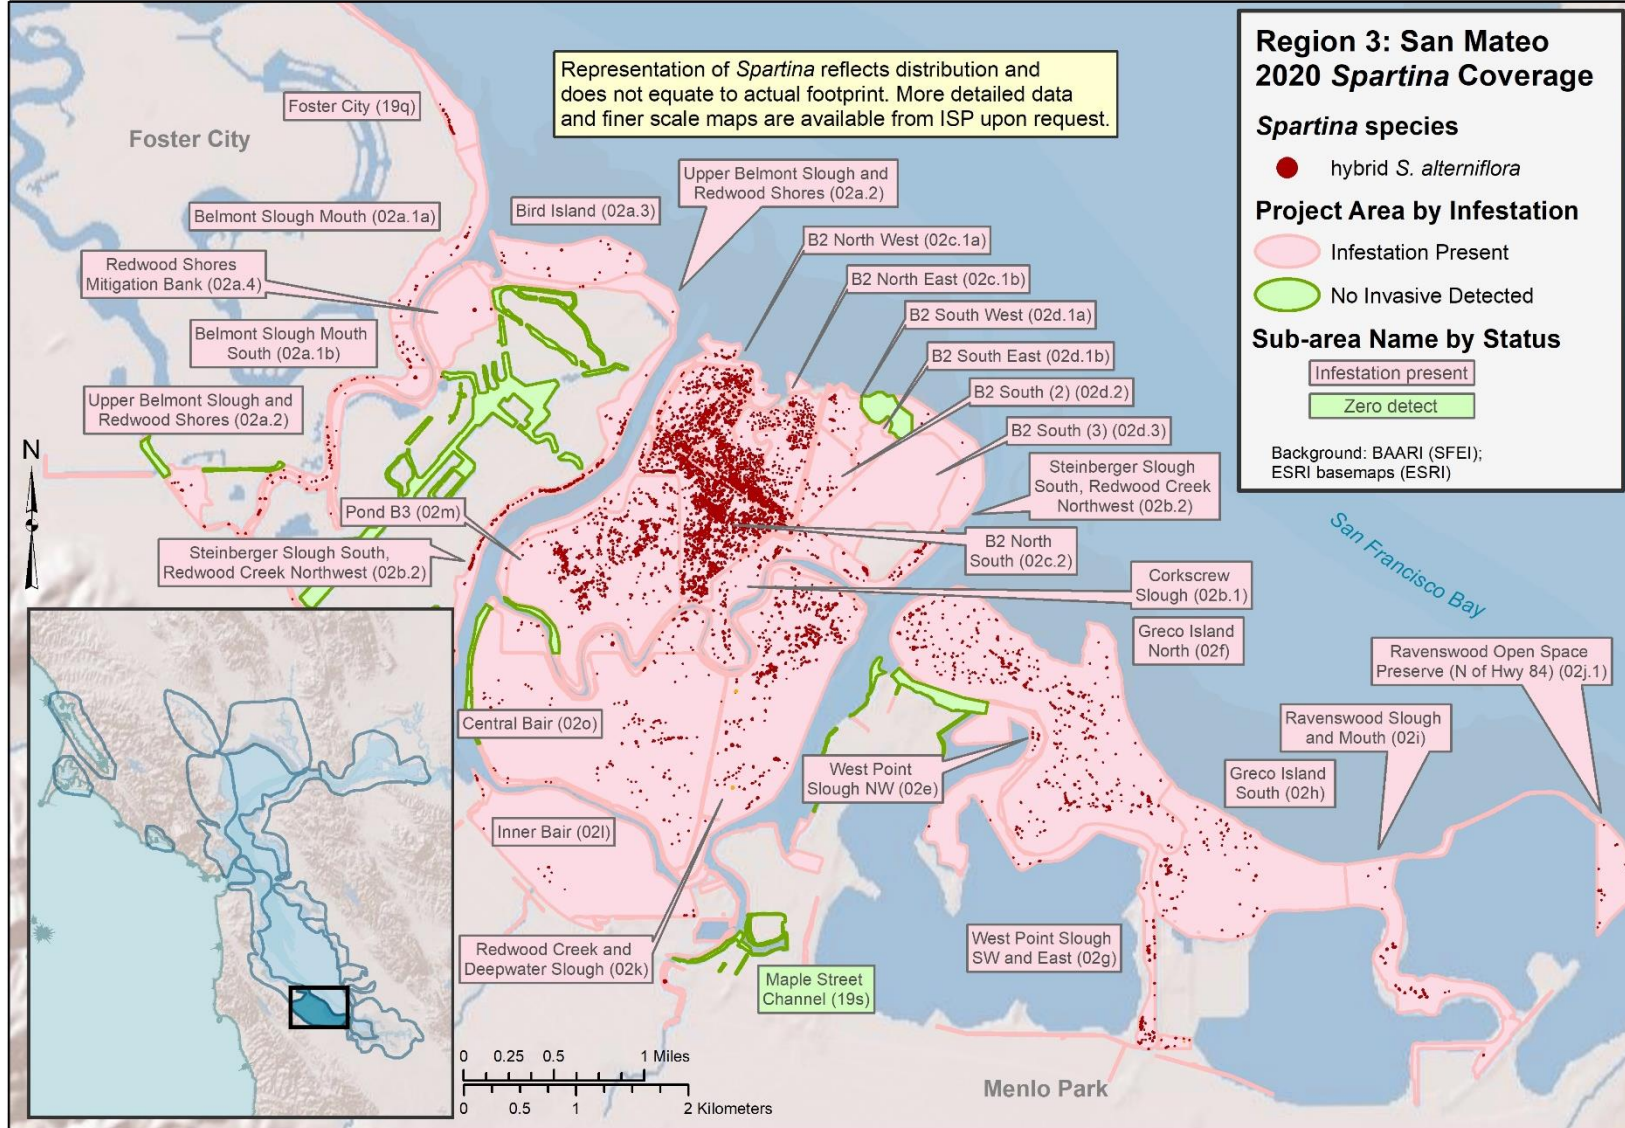 Region 3: San Mateo
2020 Spartina Coverage
Spartina species
hybrid S. alterniflora
Project Area by Infestation
Infestation Present
No Invasive Detected
Sub-area Name by Status
Infestation present
Zero detect
Background: BAARI (SFEI);
ESRI basemaps (ESRI)
Representation of Spartina reflects distribution and
does not equate to actual footprint. More detailed data
and finer scale maps are available from ISP upon request.
Foster City (19q)
Foster City
Upper Belmont Slough and
Redwood Shores (02a.2)
Belmont Slough Mouth (02a.1a)
Bird Island (02a.3)
B2 North West (02c.1a)
Redwood Shores
Mitigation Bank (02a.4)
B2 North East (02c.1b)
B2 South West (02d.1a)
Belmont Slough Mouth
South (02a.1b)
B2 South East (02d.1b)
B2 South (2) (02d.2)
Upper Belmont Slough and
Redwood Shores (02a.2)
B2 South (3) (02d.3)
N
Steinberger Slough
South, Redwood Creek
Northwest (02b.2)
Pond B3 (02m)
San Francisco Bay
Steinberger Slough South,
Redwood Creek Northwest (02b.2)
B2 North
South (02c.2)
Corkscrew
Slough (02b.1)
Greco Island
North (02f)
Ravenswood Open Space
Preserve (N of Hwy 84) (02j.1)
Central Bair (02o)
Ravenswood Slough
and Mouth (02i)
West Point
Slough NW (02e)
Greco Island
South (02h)
Inner Bair (02l)
Redwood Creek and
Deepwater Slough (02k)
West Point Slough
SW and East (02g)
Maple Street
Channel (19s)
0 0.25 0.5 1 Miles
0 0.5 1 2 Kilometers
Menlo Park